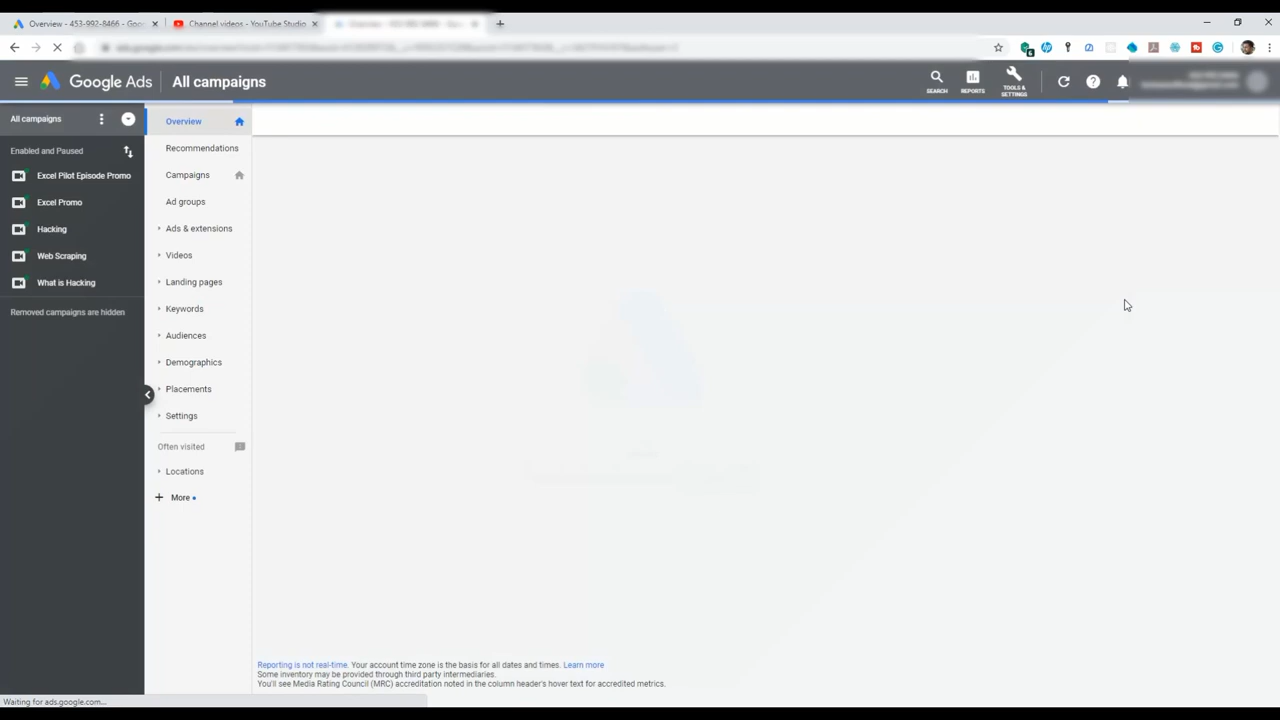 Overview - 453-992-8466 - Goo
Channel videos - YouTube Studio
Google Ads
All campaigns
SEARCH
REPORTS
TOOLS &
SETTINGS
All campaigns
Enabled and Paused
Excel Pilot Episode Promo
Excel Promo
Hacking
Web Scraping
What is Hacking
Removed campaigns are hidden
Overview
Recommendations
Campaigns
Ad groups
Ads & extensions
Videos
Landing pages
Keywords
Audiences
Demographics
Placements
Settings
Often visited
Locations
More
Reporting is not real-time. Your account time zone is the basis for all dates and times. Learn more
Some inventory may be provided through third party intermediaries.
You'll see Media Rating Council (MRC) accreditation noted in the column header's hover text for accredited metrics.
Waiting for ads.google.com...